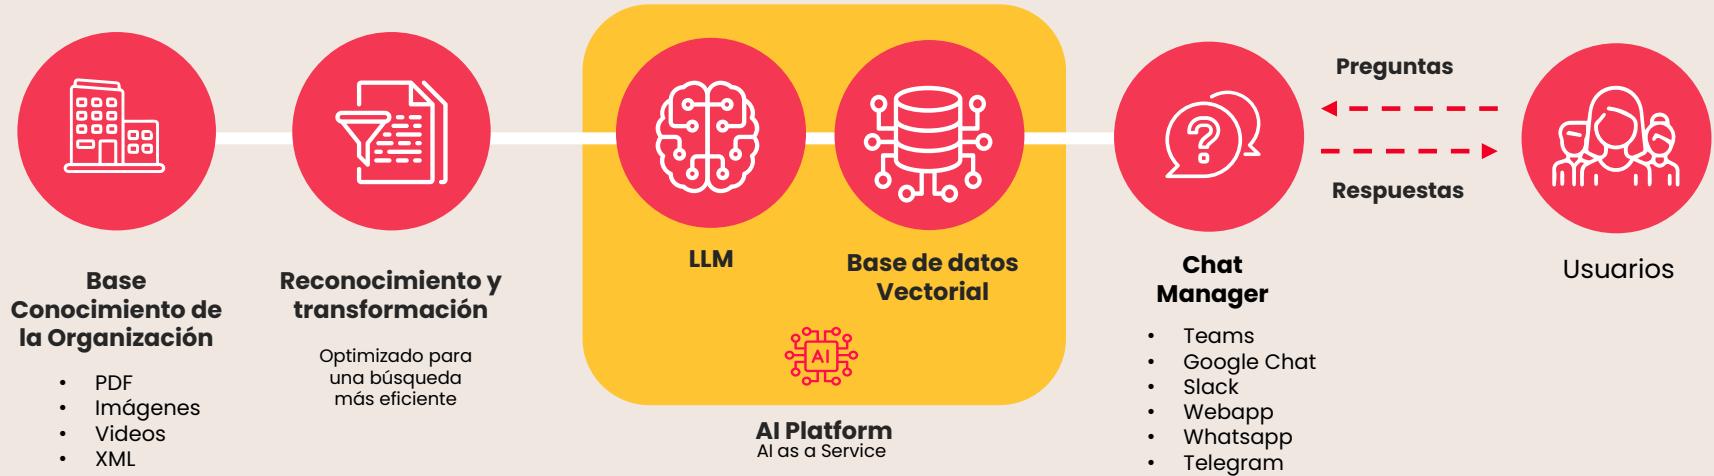 Base
Conocimiento de
la Organización
• PDF
• Imágenes
• Videos
• XML
Reconocimiento y
transformación
Optimizado para
una búsqueda
más eficiente
LLM
Base de datos
Vectorial
AI
AI Platform
AI as a Service
?
Chat
Manager
• Teams
• Google Chat
• Slack
• Webapp
• Whatsapp
• Telegram
Preguntas
Respuestas
Usuarios